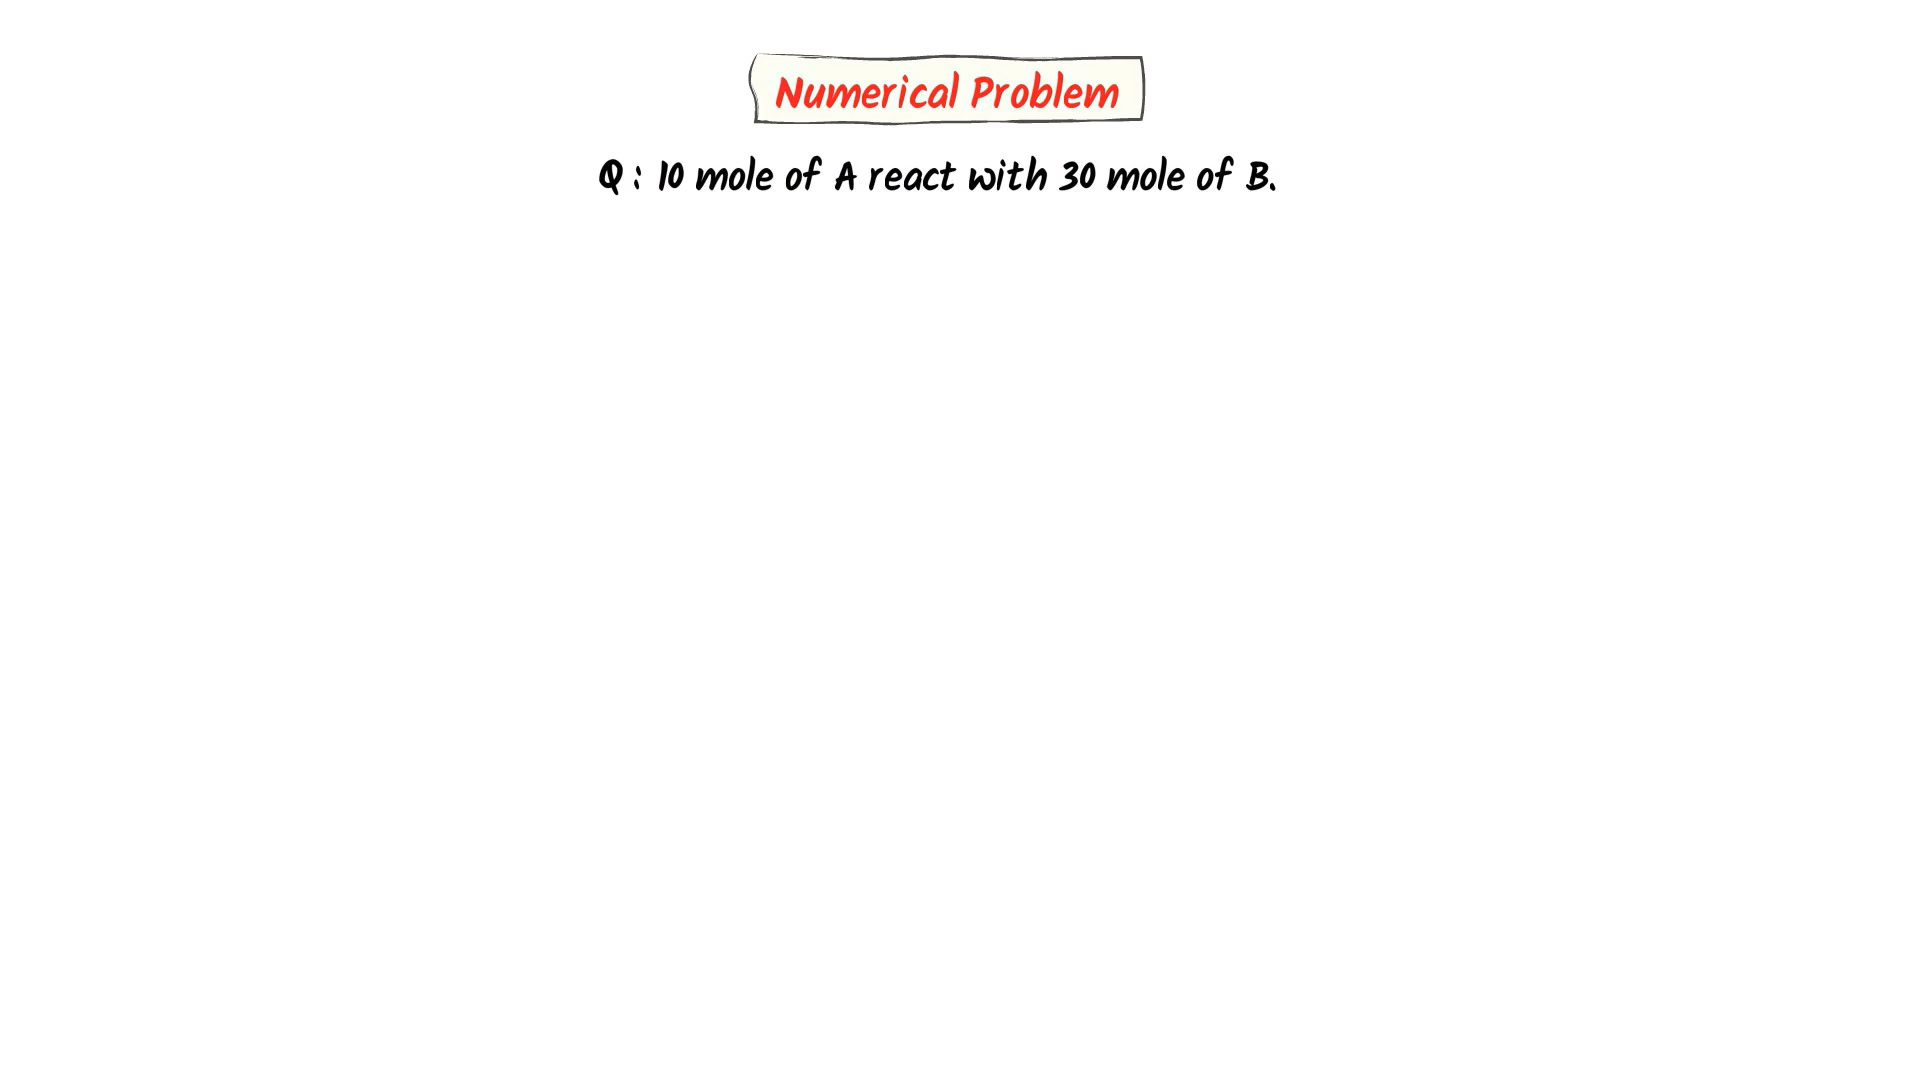 Numerical Problem
Q : 10 mole of A react with 30 mole of B.